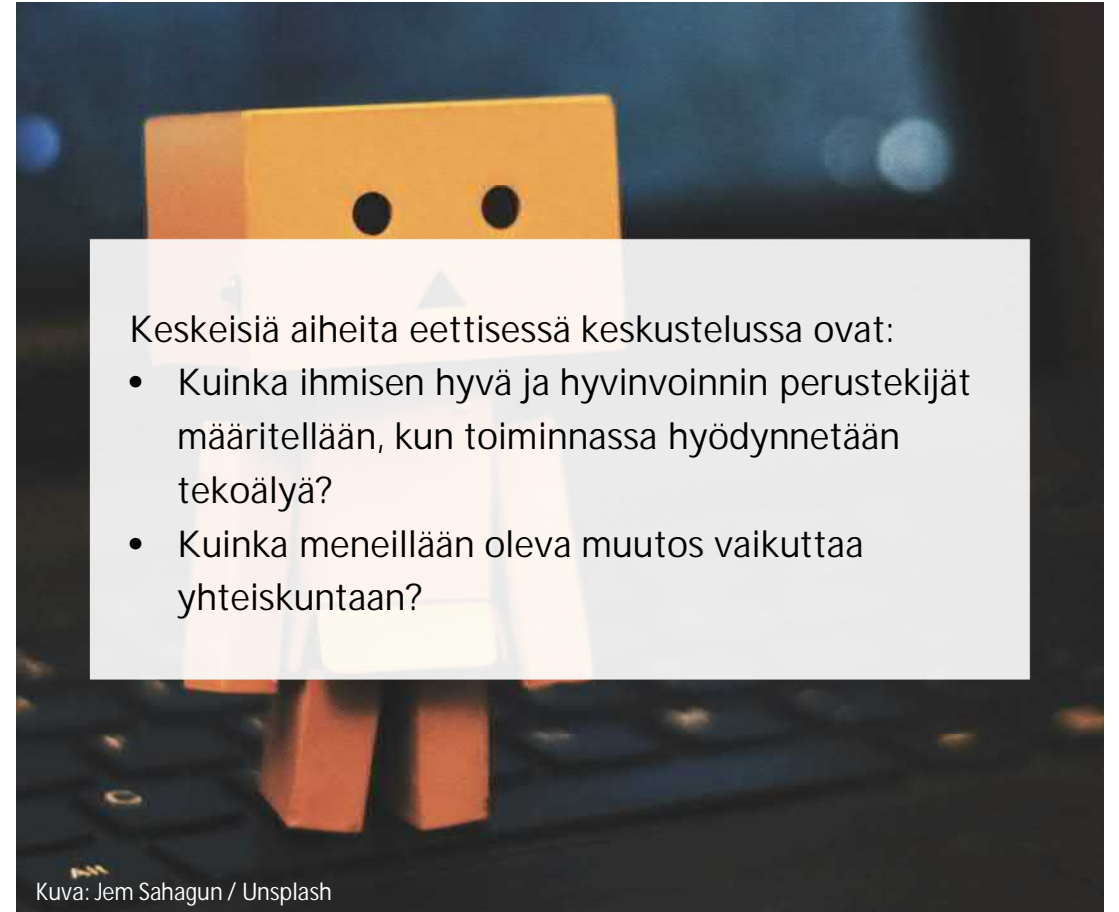 Keskeisiä aiheita eettisessä keskustelussa ovat:
• Kuinka ihmisen hyvä ja hyvinvoinnin perustekijät
määritellään, kun toiminnassa hyödynnetään
tekoälyä?
• Kuinka meneillään oleva muutos vaikuttaa
yhteiskuntaan?
Alt
Kuva: Jem Sahagun / Unsplash